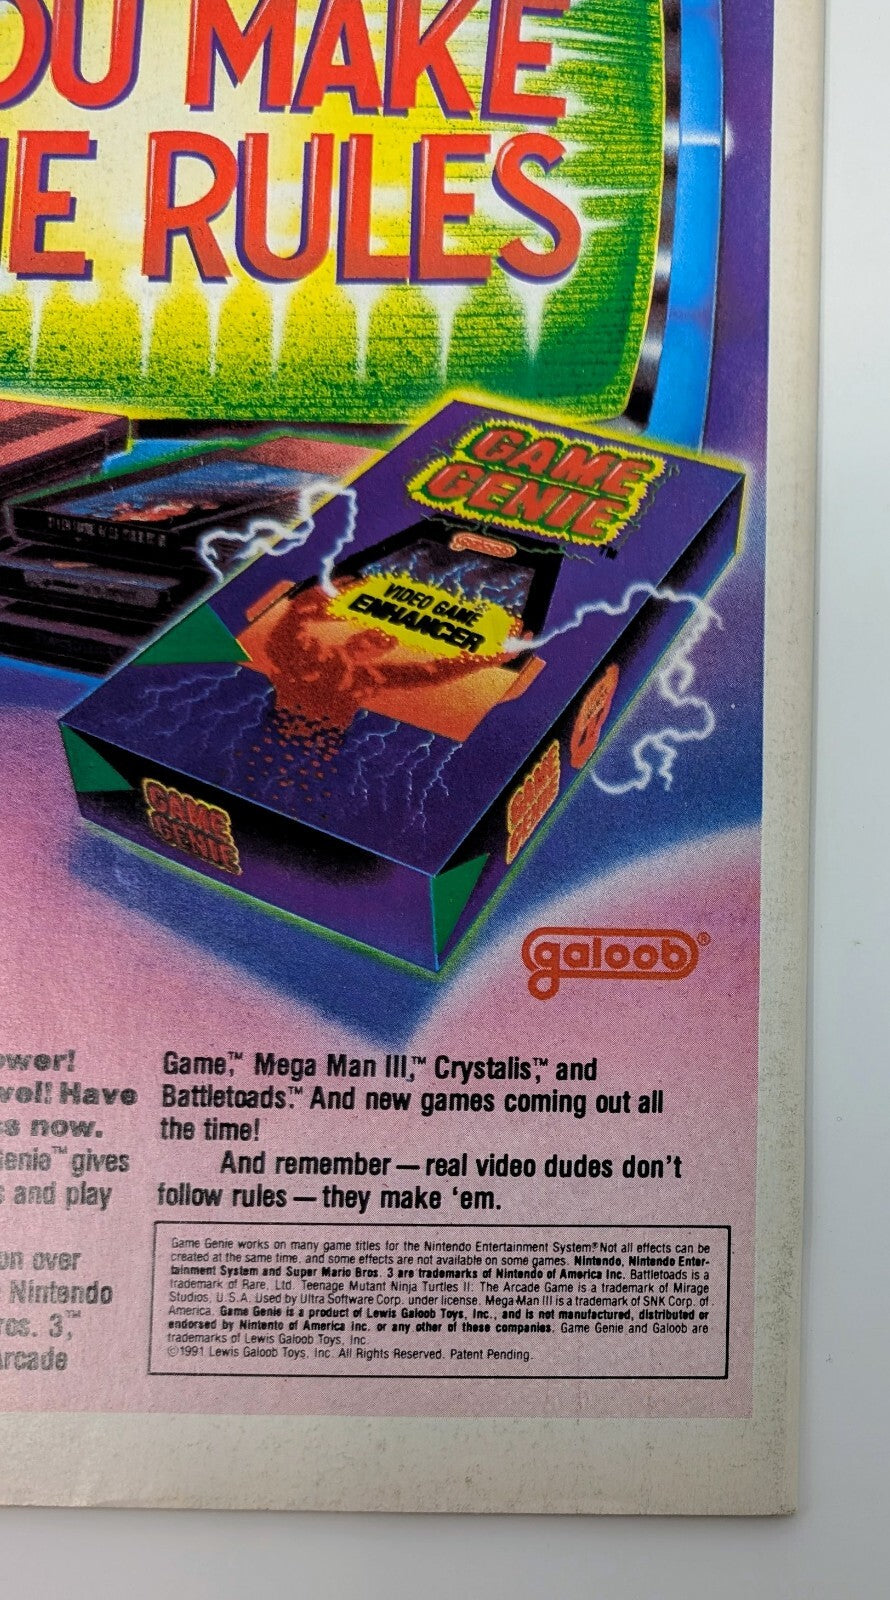 OU MAKE
E RULES
GAME
GENIE
™
galoob
VIDEO GAME
ENHANCER
GAME
GENIE
GAME
GENIE
galoob®
ower!
vel! Have
s now.
enie™ gives
s and play
on over
Nintendo
ros. 3,™
Arcade
Game,™ Mega Man III,™ Crystalis,™ and
Battletoads.™ And new games coming out all
the time!
And remember — real video dudes don't
follow rules — they make 'em.
Game Genie works on many game titles for the Nintendo Entertainment System.® Not all effects can be
created at the same time, and some effects are not available on some games. Nintendo, Nintendo Enter-
tainment System and Super Mario Bros. 3 are trademarks of Nintendo of America Inc. Battletoads is a
trademark of Rare, Ltd. Teenage Mutant Ninja Turtles II: The Arcade Game is a trademark of Mirage
Studios, U.S.A. Used by Ultra Software Corp. under license. Mega Man III is a trademark of SNK Corp. of
America. Game Genie is a product of Lewis Galoob Toys, Inc., and is not manufactured, distributed or
endorsed by Nintento of America Inc. or any other of these companies. Game Genie and Galoob are
trademarks of Lewis Galoob Toys, Inc.
©1991 Lewis Galoob Toys, Inc. All Rights Reserved. Patent Pending.